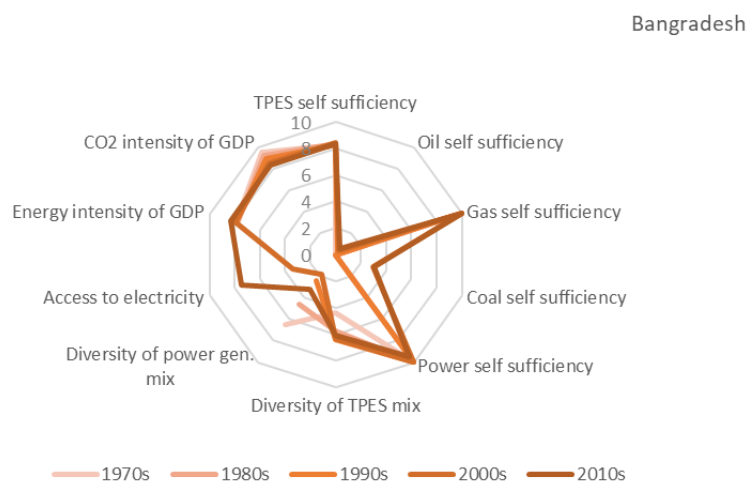 Bangradesh
TPES self sufficiency
10
CO2 intensity of GDP
Oil self sufficiency
8
6
Energy intensity of GDP
4
Gas self sufficiency
2
0
Access to electricity
Coal self sufficiency
Diversity of power gen.
mix
Power self sufficiency
Diversity of TPES mix
1970s 1980s 1990s 2000s 2010s